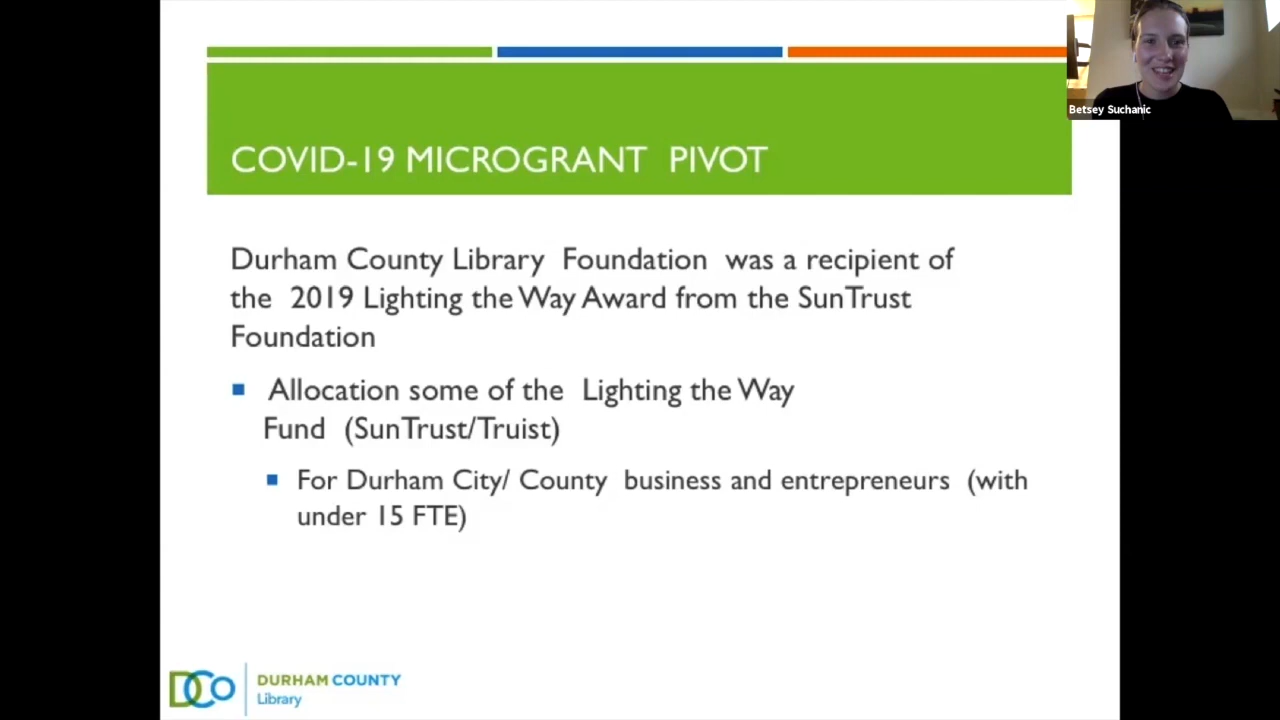 Betsey Suchanic
COVID-19 MICROGRANT PIVOT
Durham County Library Foundation was a recipient of
the 2019 Lighting the Way Award from the SunTrust
Foundation
Allocation some of the Lighting the Way
Fund (SunTrust/Truist)
For Durham City/ County business and entrepreneurs (with
under 15 FTE)
DCo
DURHAM COUNTY
Library